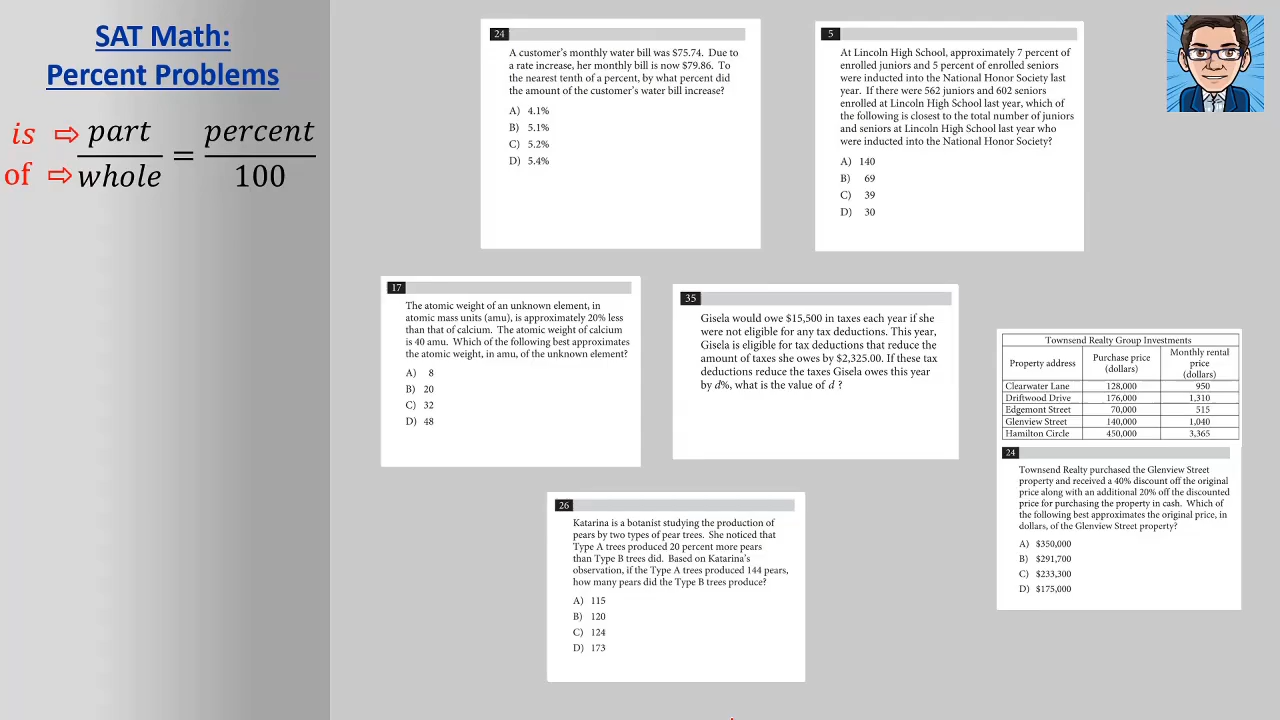 SAT Math:
Percent Problems
is ⇨ part/whole = percent/100
of ⇨
24
A customer's monthly water bill was $75.74. Due to
a rate increase, her monthly bill is now $79.86. To
the nearest tenth of a percent, by what percent did
the amount of the customer's water bill increase?
A) 4.1%
B) 5.1%
C) 5.2%
D) 5.4%
5
At Lincoln High School, approximately 7 percent of
enrolled juniors and 5 percent of enrolled seniors
were inducted into the National Honor Society last
year. If there were 562 juniors and 602 seniors
enrolled at Lincoln High School last year, which of
the following is closest to the total number of juniors
and seniors at Lincoln High School last year who
were inducted into the National Honor Society?
A) 140
B) 69
C) 39
D) 30
17
The atomic weight of an unknown element, in
atomic mass units (amu), is approximately 20% less
than that of calcium. The atomic weight of calcium
is 40 amu. Which of the following best approximates
the atomic weight, in amu, of the unknown element?
A) 8
B) 20
C) 32
D) 48
35
Gisela would owe $15,500 in taxes each year if she
were not eligible for any tax deductions. This year,
Gisela is eligible for tax deductions that reduce the
amount of taxes she owes by $2,325.00. If these tax
deductions reduce the taxes Gisela owes this year
by d%, what is the value of d ?
Townsend Realty Group Investments
Property address Purchase price (dollars) Monthly rental price (dollars)
Clearwater Lane 128,000 950
Driftwood Drive 176,000 1,310
Edgemont Street 70,000 515
Glenview Street 140,000 1,040
Hamilton Circle 450,000 3,365
24
Townsend Realty purchased the Glenview Street
property and received a 40% discount off the original
price along with an additional 20% off the discounted
price for purchasing the property in cash. Which of
the following best approximates the original price, in
dollars, of the Glenview Street property?
A) $350,000
B) $291,700
C) $233,300
D) $175,000
26
Katarina is a botanist studying the production of
pears by two types of pear trees. She noticed that
Type A trees produced 20 percent more pears
than Type B trees did. Based on Katarina's
observation, if the Type A trees produced 144 pears,
how many pears did the Type B trees produce?
A) 115
B) 120
C) 124
D) 173